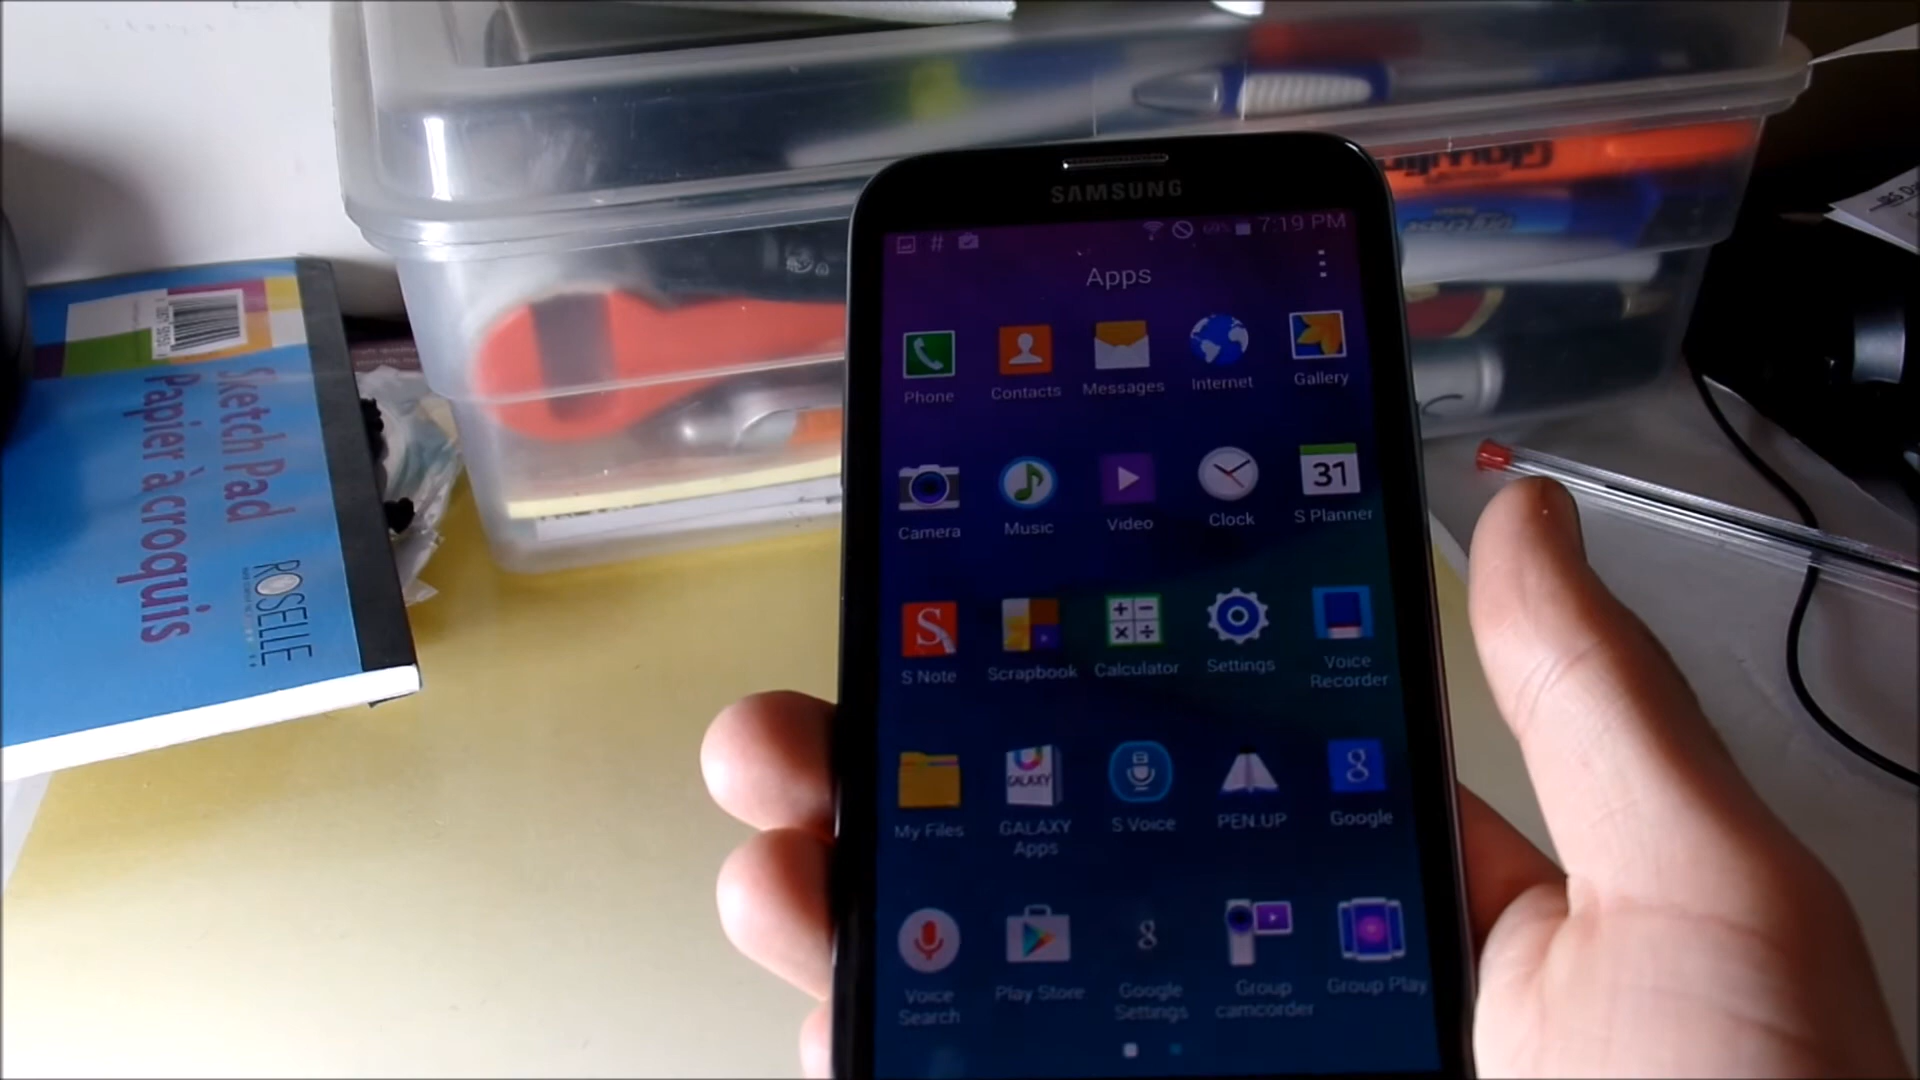 SAMSUNG
# 69% 7:19 PM
Apps
Phone
Contacts
Messages
Internet
Gallery
Camera
Music
Video
Clock
31
S Planner
S Note
Scrapbook
Calculator
Settings
Voice
Recorder
My Files
GALAXY
GALAXY
Apps
S Voice
PEN.UP
g
Google
Voice
Search
Play Store
g
Google
Settings
Group
camcorder
Group Play
Sketch Pad
Papier à croquis
ROSELLE